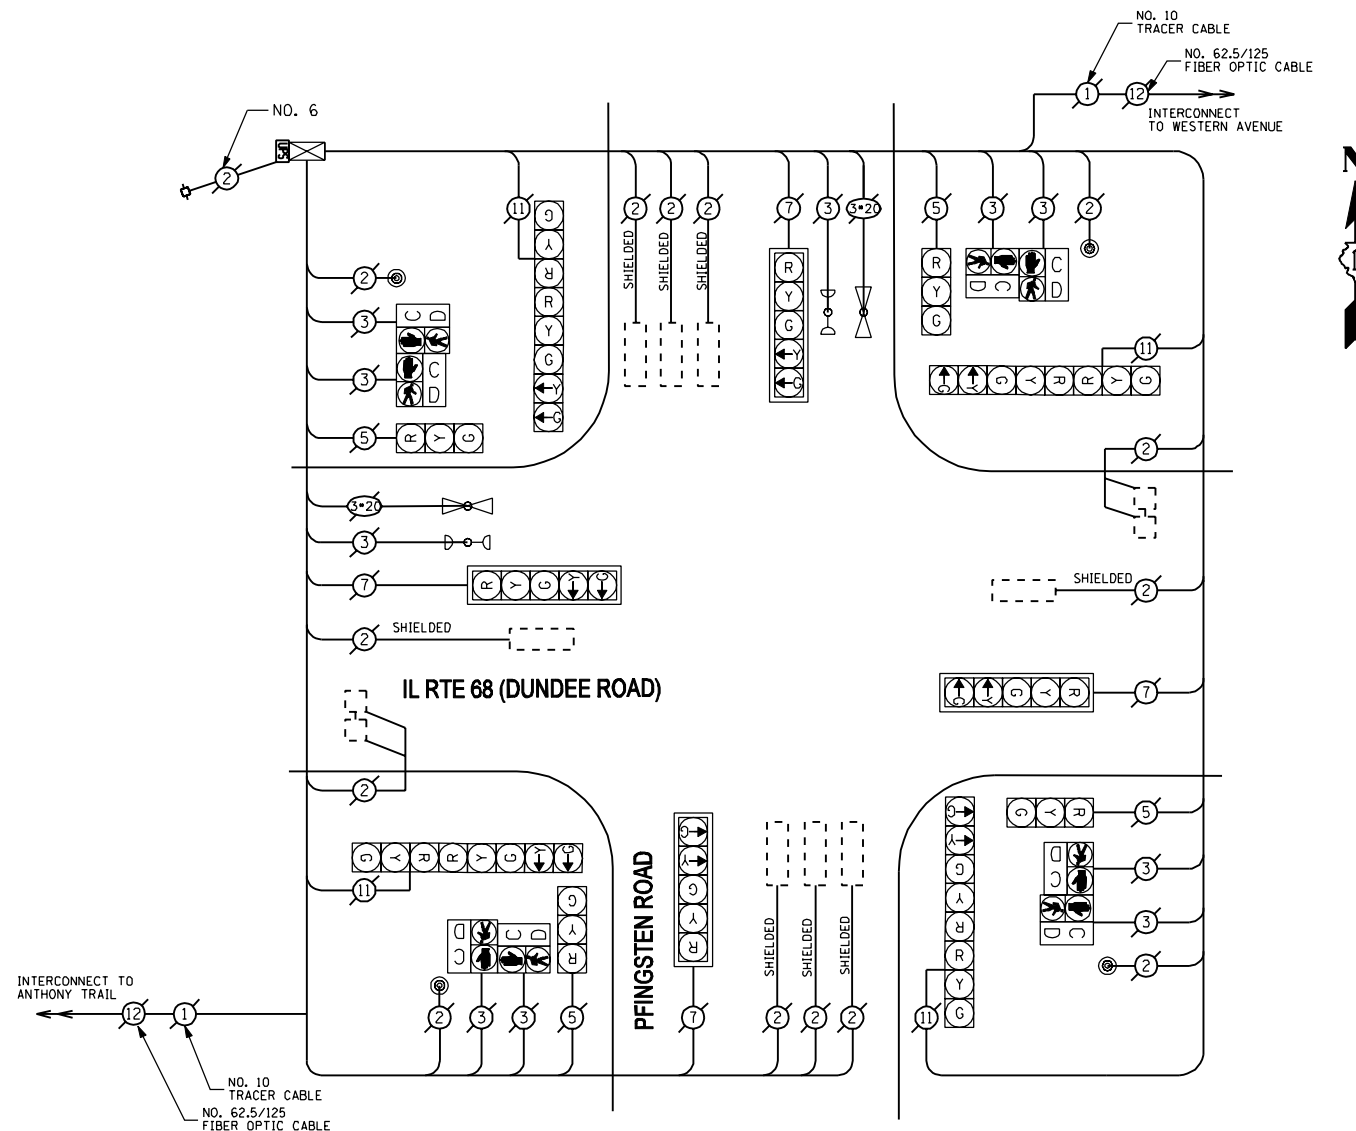 NO. 10
TRACER CABLE
NO. 62.5/125
FIBER OPTIC CABLE
1
12
INTERCONNECT
TO WESTERN AVENUE
NO. 6
UPS
2
N
11
2
2
2
7
3
3*20
5
3
3
2
SHIELDED
SHIELDED
SHIELDED
G
Y
R
R
Y
G
Y
G
R
Y
G
Y
G
R
Y
G
C
D
C
D
2
3
C
D
3
C
D
5
R Y G
11
G Y G Y R R Y G
2
3*20
3
7
R Y G Y G
2
SHIELDED
SHIELDED
2
IL RTE 68 (DUNDEE ROAD)
G Y G Y R
7
2
G Y R R Y G Y G
11
G
Y
G
Y
R
PFINGSTEN ROAD
G
Y
R
D
C
C
D
SHIELDED
SHIELDED
SHIELDED
G
Y
G
Y
R
R
Y
G
G Y R
5
D
C
3
D
C
3
2
2
3
3
5
7
2
2
2
11
INTERCONNECT TO
ANTHONY TRAIL
12
1
NO. 10
TRACER CABLE
NO. 62.5/125
FIBER OPTIC CABLE